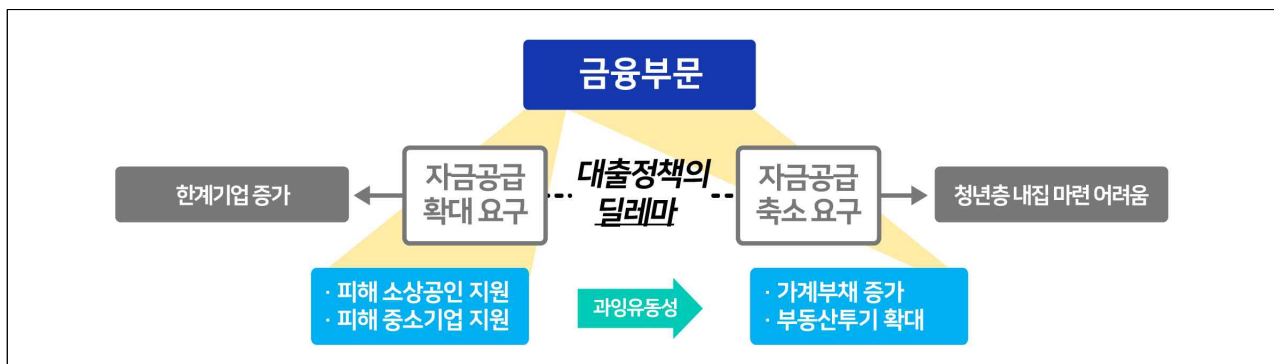 금융부문
한계기업 증가
자금공급
확대 요구
대출정책의
딜레마
자금공급
축소 요구
청년층 내집 마련 어려움
· 피해 소상공인 지원
· 피해 중소기업 지원
과잉유동성
· 가계부채 증가
· 부동산투기 확대